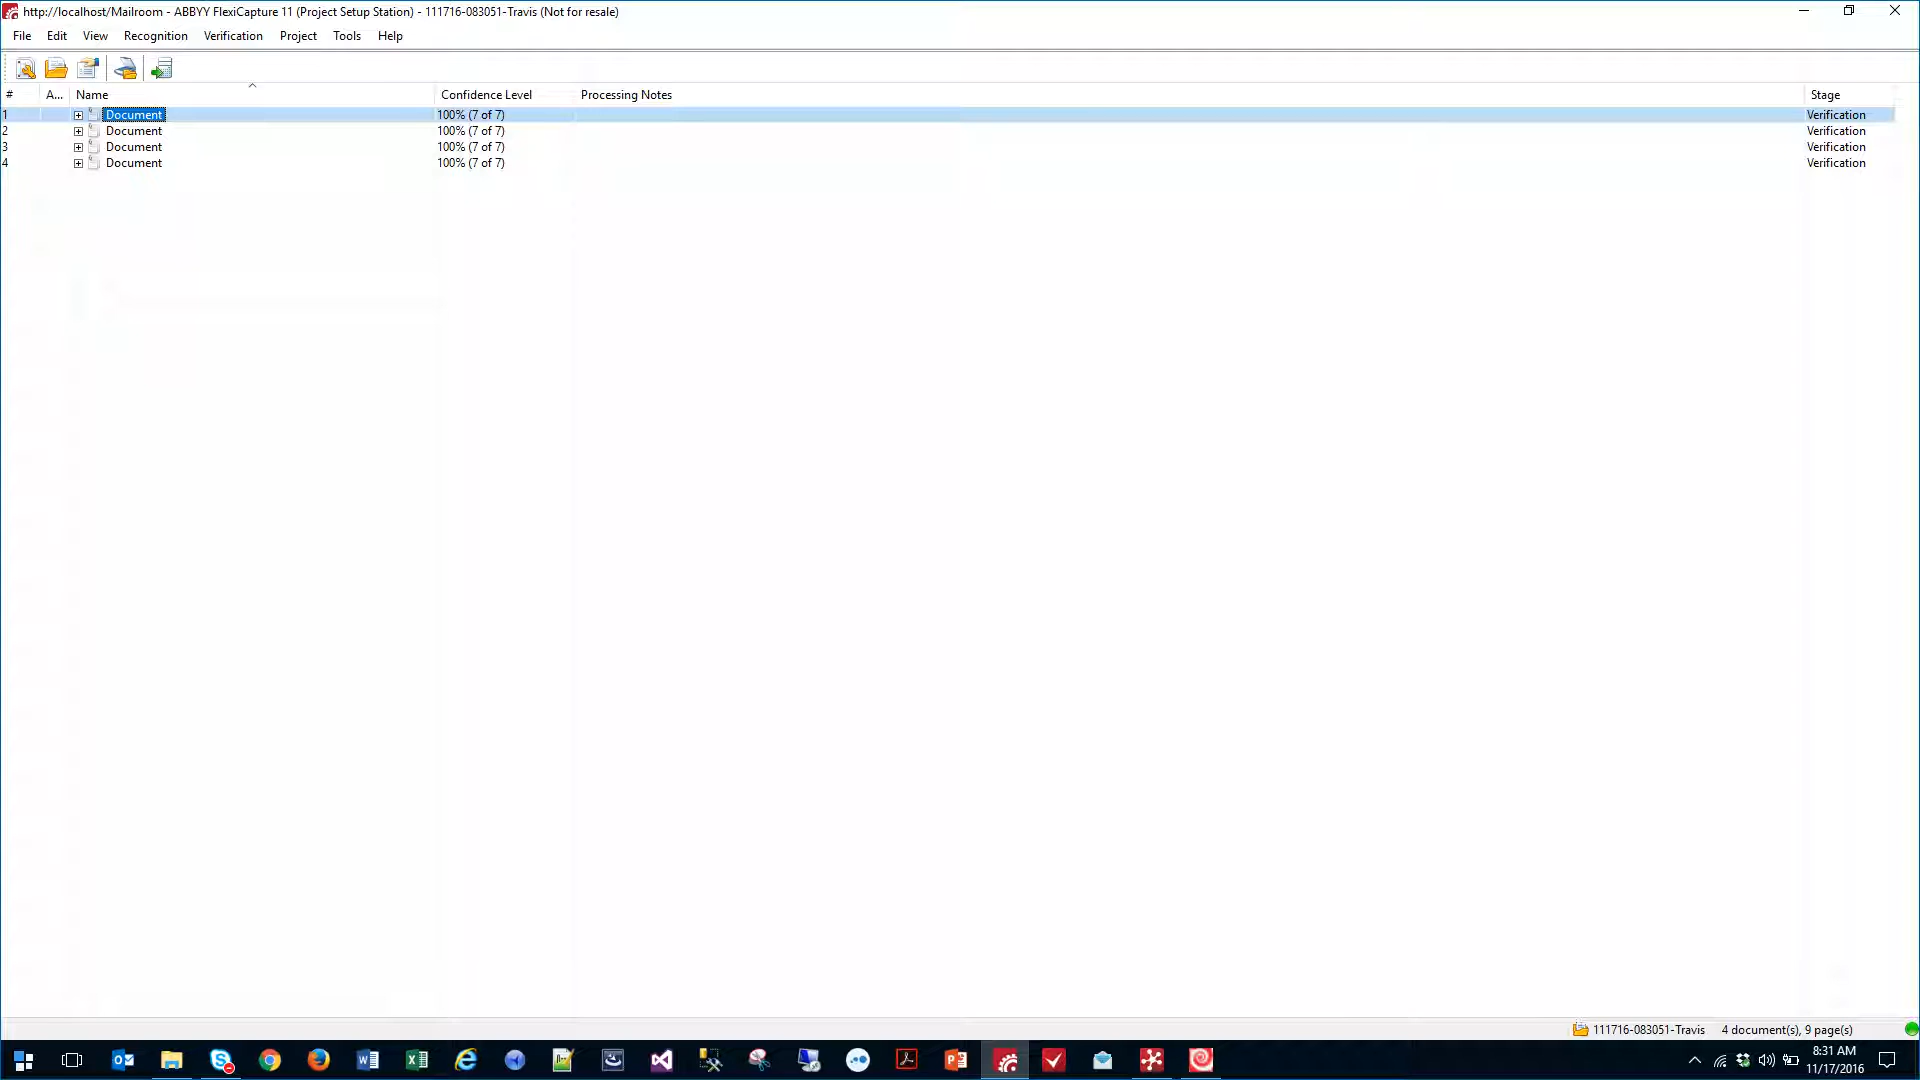 http://localhost/Mailroom - ABBYY FlexiCapture 11 (Project Setup Station) - 111716-083051-Travis (Not for resale)
File Edit View Recognition Verification Project Tools Help
# A... Name Confidence Level Processing Notes Stage
1 Document 100% (7 of 7) Verification
2 Document 100% (7 of 7) Verification
3 Document 100% (7 of 7) Verification
4 Document 100% (7 of 7) Verification
111716-083051-Travis 4 document(s), 9 page(s)
8:31 AM
11/17/2016